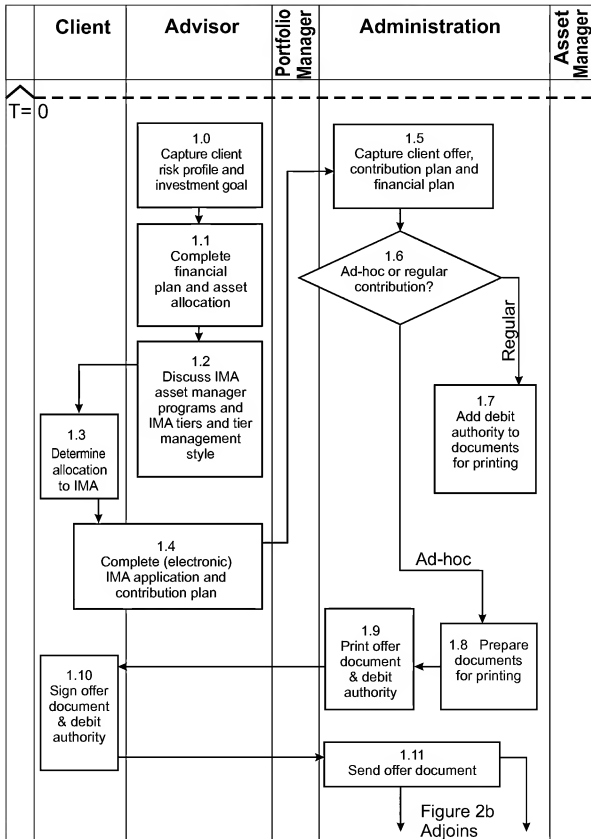 Client
Advisor
Portfolio
Manager
Administration
Asset
Manager
T= 0
1.0
Capture client
risk profile and
investment goal
1.1
Complete
financial
plan and asset
allocation
1.2
Discuss IMA
asset manager
programs and
IMA tiers and tier
management
style
1.3
Determine
allocation
to IMA
1.4
Complete (electronic)
IMA application and
contribution plan
1.5
Capture client offer,
contribution plan and
financial plan
1.6
Ad-hoc or regular
contribution?
Regular
1.7
Add debit
authority to
documents
for printing
Ad-hoc
1.8 Prepare
documents
for printing
1.9
Print offer
document
& debit
authority
1.10
Sign offer
document
& debit
authority
1.11
Send offer document
Figure 2b
Adjoins